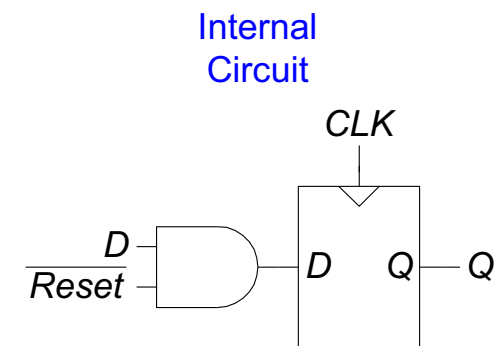 Internal
Circuit
CLK
D
D Q Q
Reset